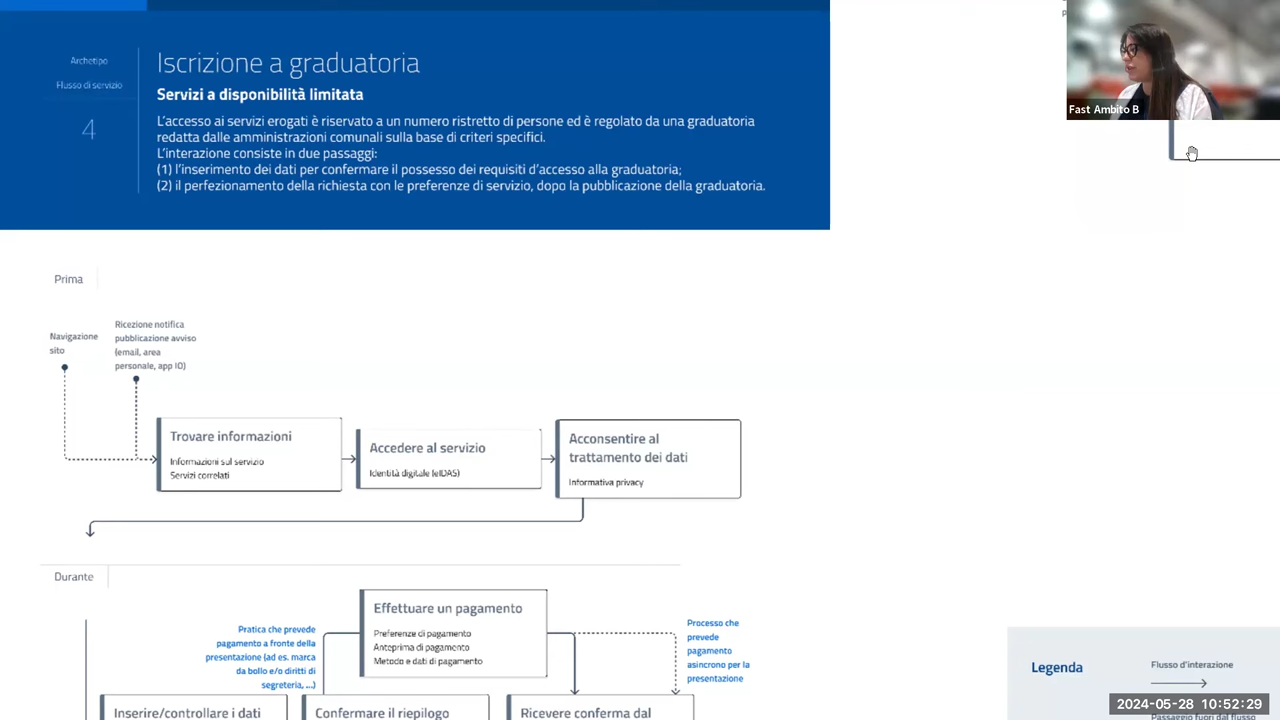 Archetipo
Flusso di servizio
4
Iscrizione a graduatoria
Servizi a disponibilità limitata
L'accesso ai servizi erogati è riservato a un numero ristretto di persone ed è regolato da una graduatoria
redatta dalle amministrazioni comunali sulla base di criteri specifici.
L'interazione consiste in due passaggi:
(1) l'inserimento dei dati per confermare il possesso dei requisiti d'accesso alla graduatoria;
(2) il perfezionamento della richiesta con le preferenze di servizio, dopo la pubblicazione della graduatoria.
Fast Ambito B
Prima
Navigazione
sito
Ricezione notifica
pubblicazione avviso
(email, area
personale, app IO)
Trovare informazioni
Informazioni sul servizio
Servizi correlati
Accedere al servizio
Identità digitale (eIDAS)
Acconsentire al
trattamento dei dati
Informativa privacy
Durante
Pratica che prevede
pagamento a fronte della
presentazione (ad es. marca
da bollo e/o diritti di
segreteria, ...)
Effettuare un pagamento
Preferenze di pagamento
Anteprima di pagamento
Metodo e dati di pagamento
Processo che
prevede
pagamento
asincrono per la
presentazione
Inserire/controllare i dati
Confermare il riepilogo
Ricevere conferma dal
Legenda
Flusso d'interazione
Passaggio fuori dal flusso
2024-05-28 10:52:29